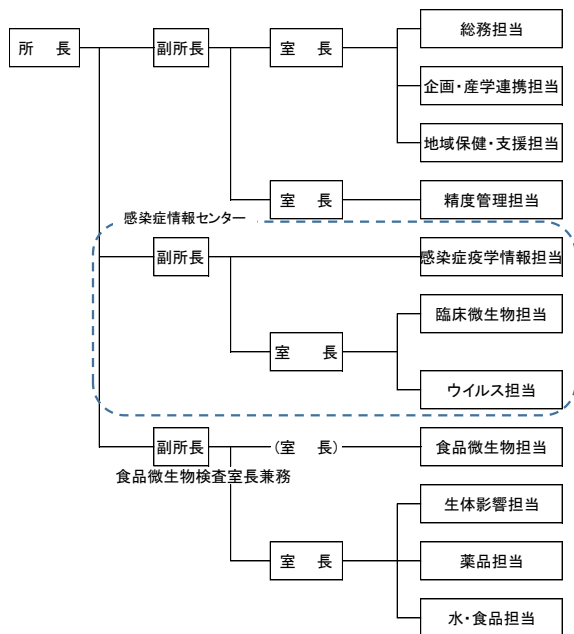 総務担当
所　長
副所長
室　長
企画・産学連携担当
地域保健・支援担当
室　長
精度管理担当
感染症情報センター
副所長
感染症疫学情報担当
臨床微生物担当
室　長
ウイルス担当
副所長
(室　長)
食品微生物担当
食品微生物検査室長兼務
生体影響担当
室　長
薬品担当
水・食品担当